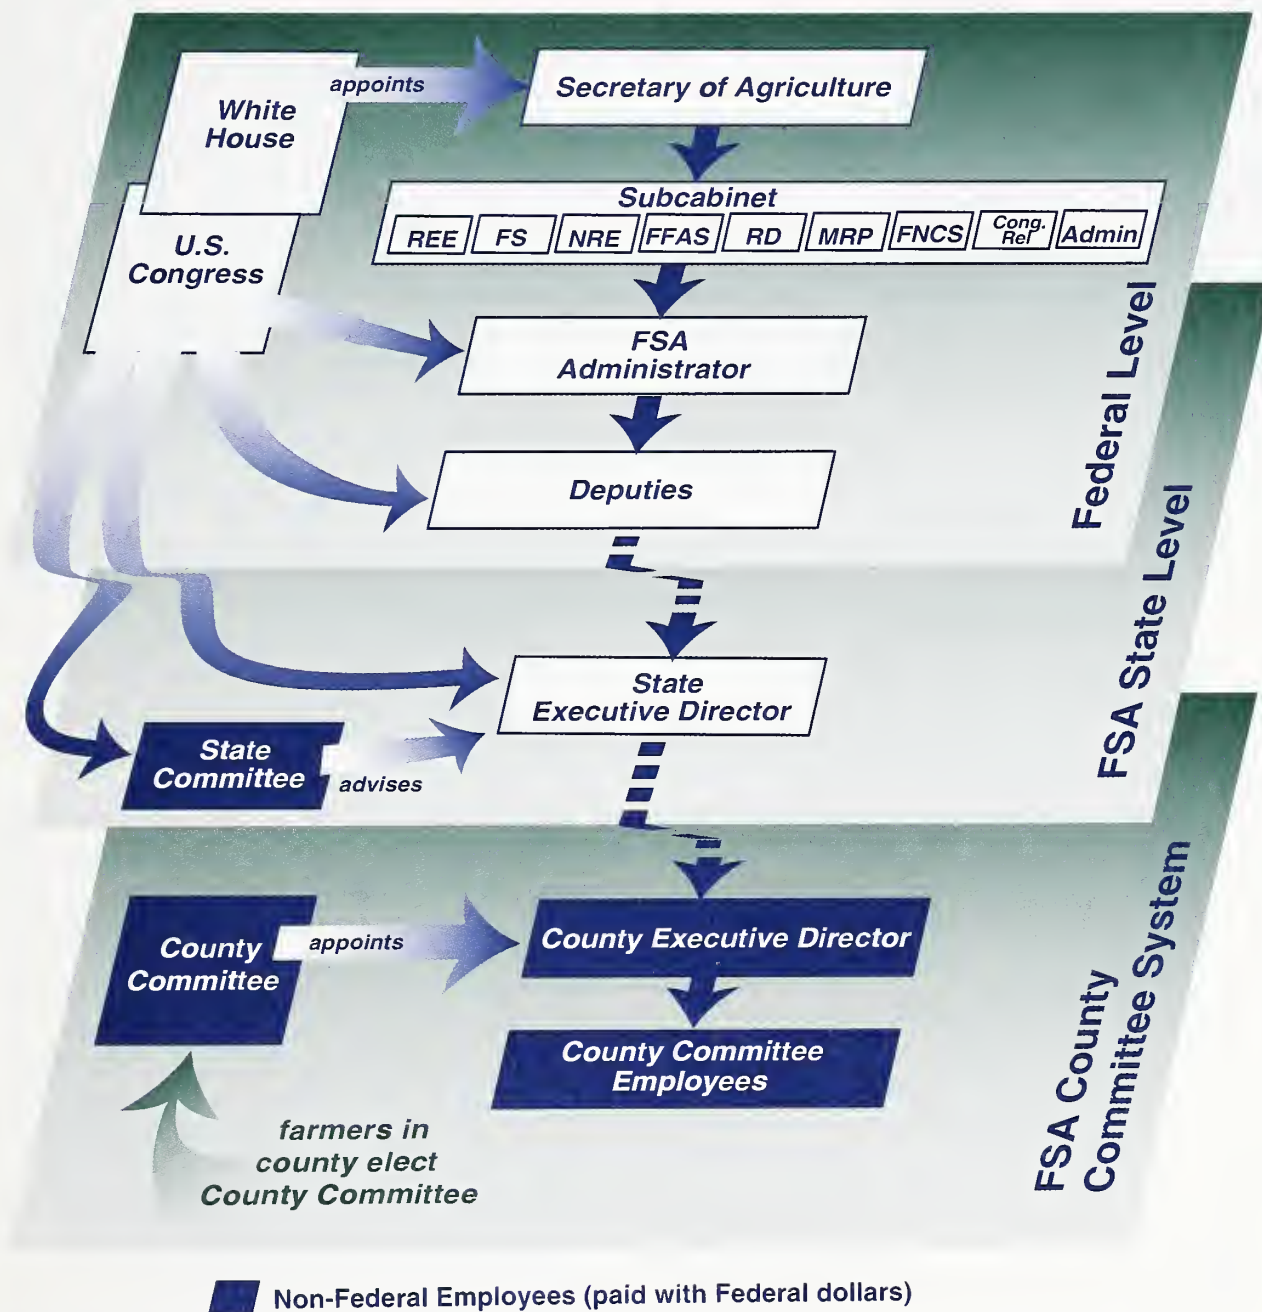 White
House
appoints
Secretary of Agriculture
U.S.
Congress
Subcabinet
REE
FS
NRE
FFAS
RD
MRP
FNCS
Cong.
Rel
Admin
FSA
Administrator
Deputies
Federal Level
State
Executive Director
State
Committee
advises
FSA State Level
County
Committee
appoints
County Executive Director
County Committee
Employees
farmers in
county elect
County Committee
FSA County
Committee System
Non-Federal Employees (paid with Federal dollars)